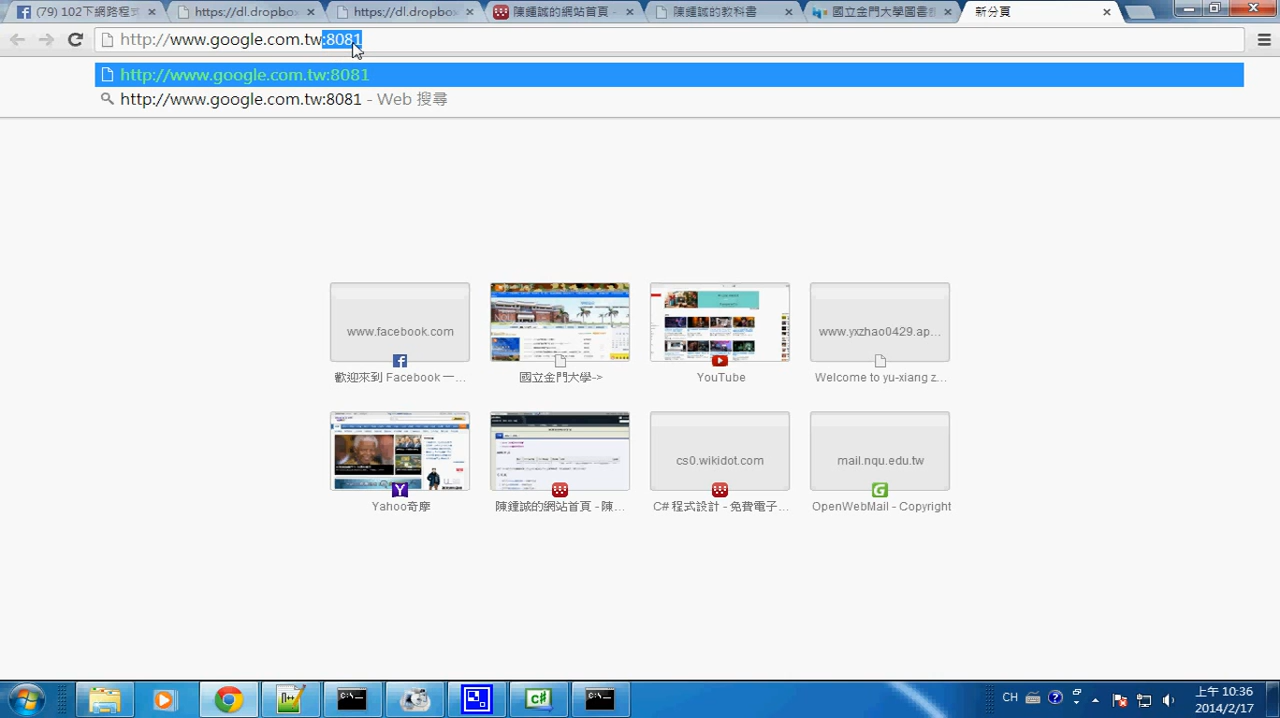 (79) 102下網路程式
https://dl.dropbox
https://dl.dropbox
陳鍾誠的網站首頁 -
陳鍾誠的教科書
國立金門大學圖書館
新分頁
http://www.google.com.tw:8081
http://www.google.com.tw:8081
http://www.google.com.tw:8081 - Web 搜尋
www.facebook.com
www.yxzhao0429.ap...
歡迎來到 Facebook 一...
國立金門大學->
YouTube
Welcome to yu-xiang z...
cs0.wikidot.com
mail.nqu.edu.tw
Yahoo奇摩
陳鍾誠的網站首頁 - 陳...
C# 程式設計 - 免費電子...
OpenWebMail - Copyright
CH
上午 10:36
2014/2/17